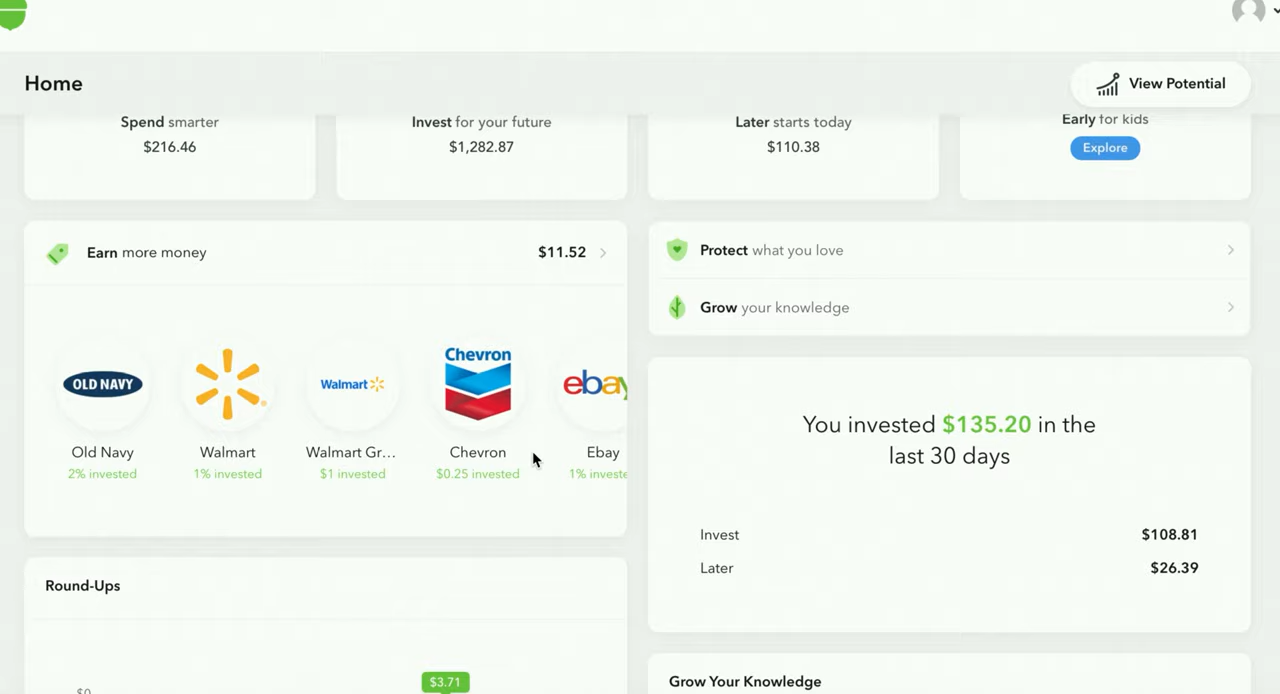 Home
View Potential
Spend smarter
$216.46
Invest for your future
$1,282.87
Later starts today
$110.38
Early for kids
Explore
Earn more money
$11.52
OLD NAVY
Walmart
Chevron
ebay
Old Navy
Walmart
Walmart Gr...
Chevron
Ebay
2% invested
1% invested
$1 invested
$0.25 invested
1% investe
Protect what you love
Grow your knowledge
You invested $135.20 in the
last 30 days
Invest
$108.81
Later
$26.39
Round-Ups
$3.71
$0
Grow Your Knowledge